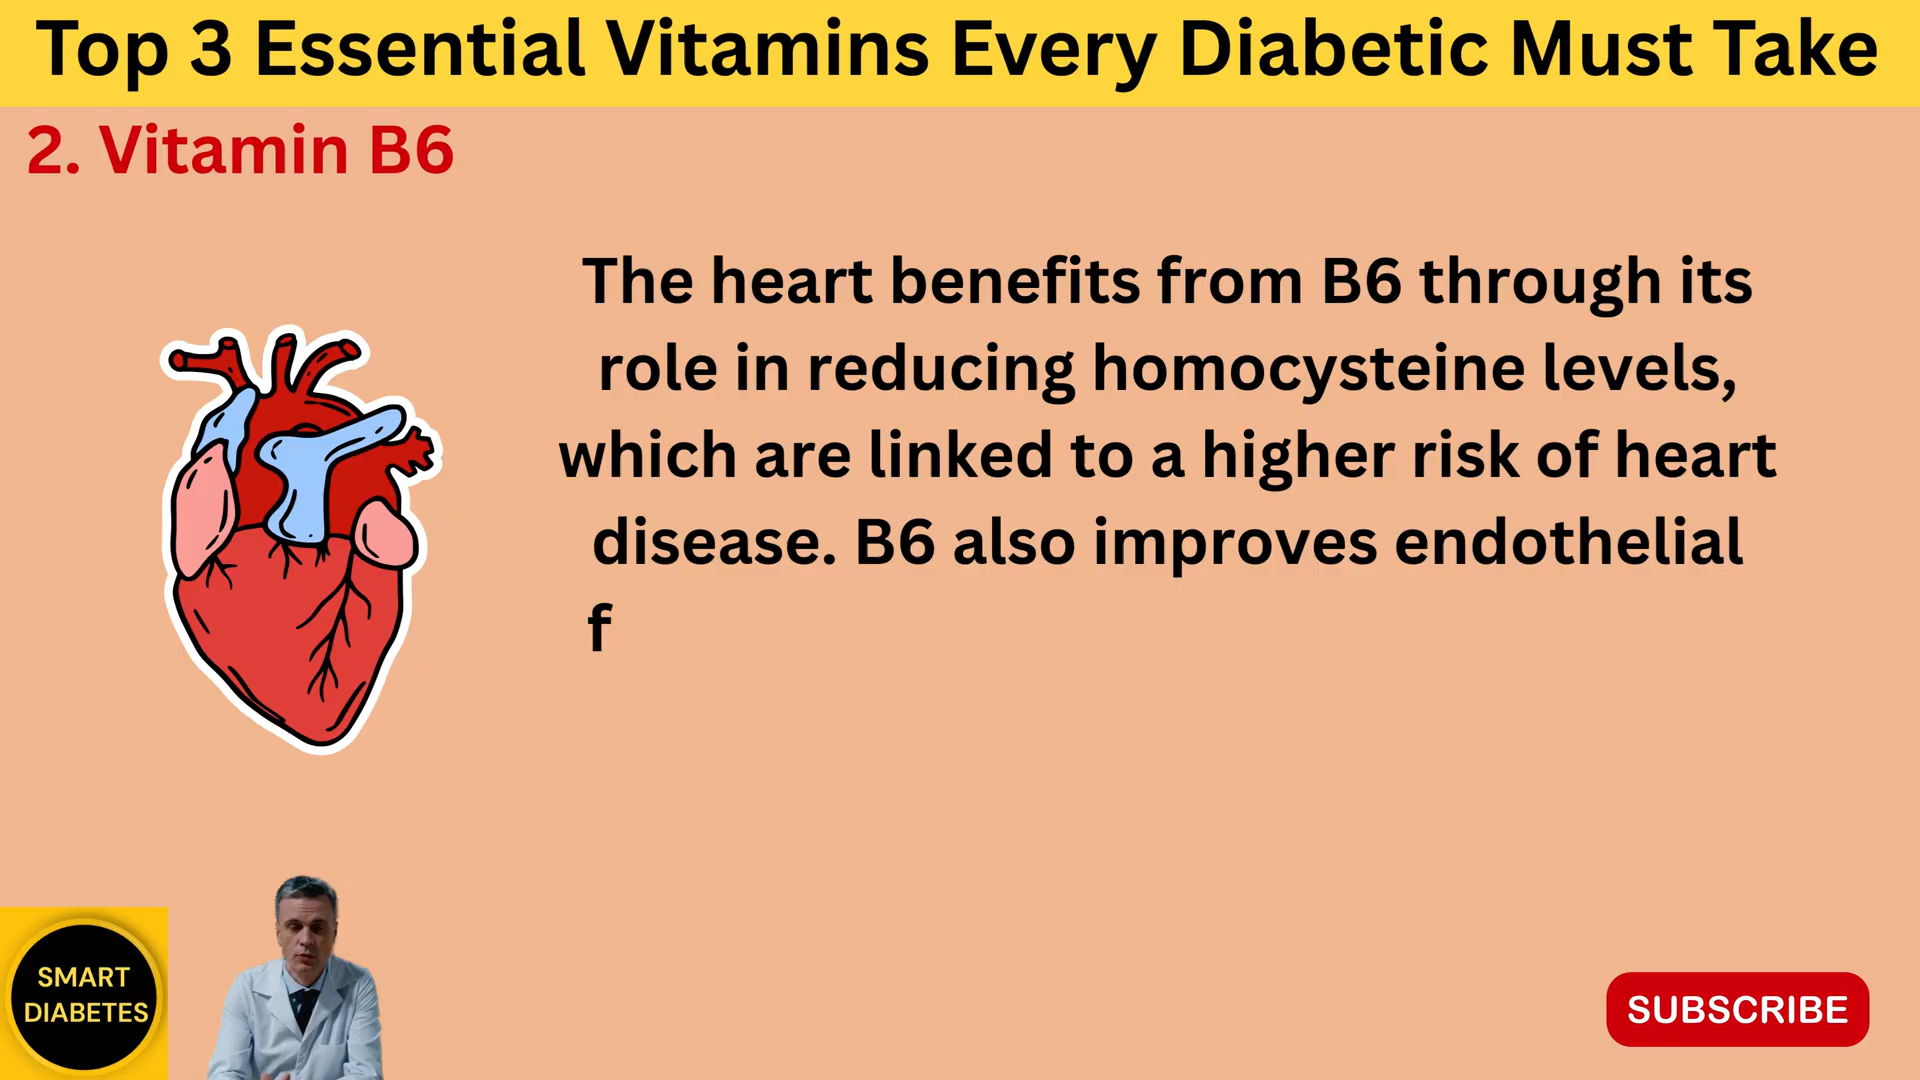 Top 3 Essential Vitamins Every Diabetic Must Take
2. Vitamin B6
The heart benefits from B6 through its
role in reducing homocysteine levels,
which are linked to a higher risk of heart
disease. B6 also improves endothelial
f
SMART
DIABETES
SUBSCRIBE